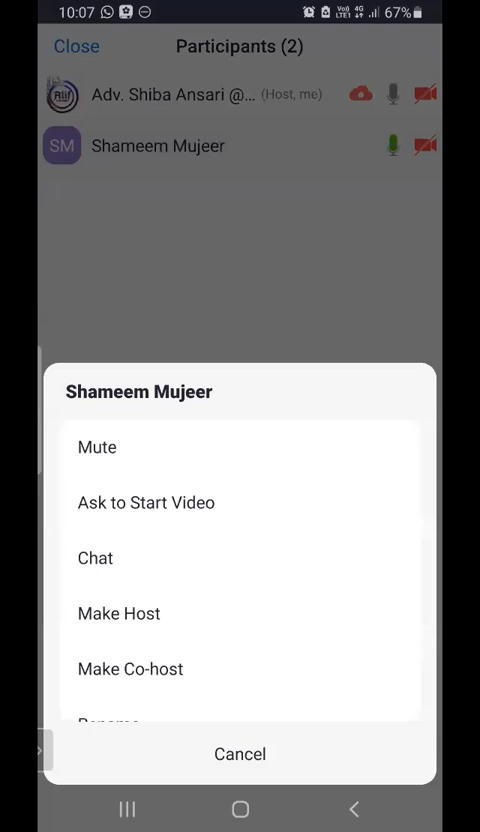 10:07 67%
Close Participants (2)
Adv. Shiba Ansari @... (Host, me)
SM Shameem Mujeer
Shameem Mujeer
Mute
Ask to Start Video
Chat
Make Host
Make Co-host
Rename
Cancel